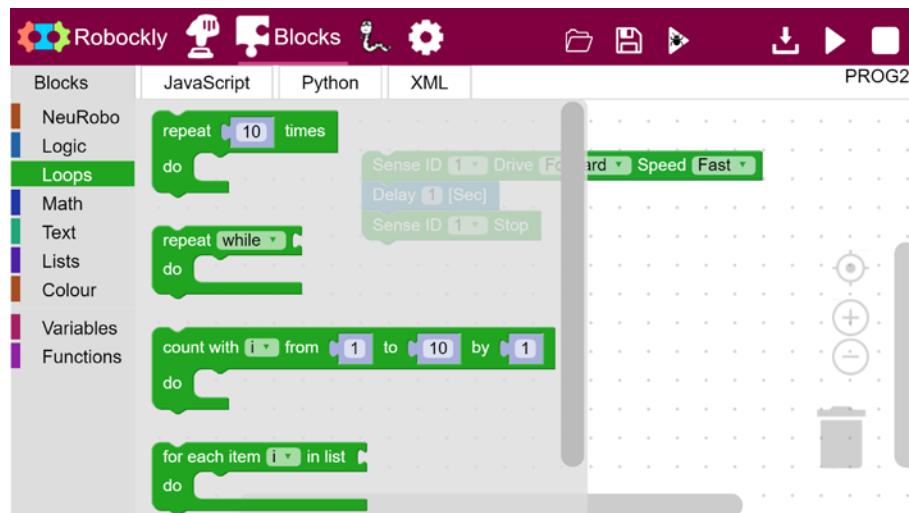 Robockly Blocks
Blocks JavaScript Python XML PROG2
NeuRobo
Logic
Loops
Math
Text
Lists
Colour
Variables
Functions
repeat 10 times
do
repeat while
do
count with i from 1 to 10 by 1
do
for each item i in list
do
Sense ID 1 Drive Forward Speed Fast
Delay 1 [Sec]
Sense ID 1 Stop